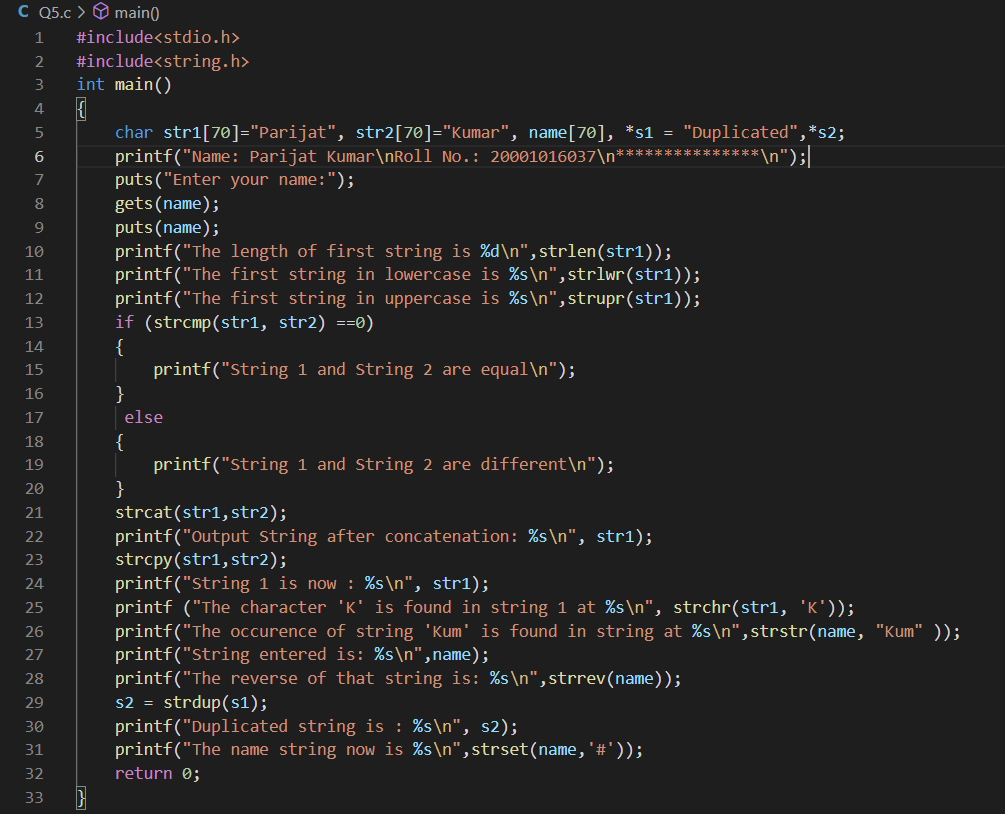 C Q5.c > main()
1 #include<stdio.h>
2 #include<string.h>
3 int main()
4 {
5     char str1[70]="Parijat", str2[70]="Kumar", name[70], *s1 = "Duplicated",*s2;
6     printf("Name: Parijat Kumar\nRoll No.: 20001016037\n***************\n");
7     puts("Enter your name:");
8     gets(name);
9     puts(name);
10     printf("The length of first string is %d\n",strlen(str1));
11     printf("The first string in lowercase is %s\n",strlwr(str1));
12     printf("The first string in uppercase is %s\n",strupr(str1));
13     if (strcmp(str1, str2) ==0)
14     {
15         printf("String 1 and String 2 are equal\n");
16     }
17      else
18     {
19         printf("String 1 and String 2 are different\n");
20     }
21     strcat(str1,str2);
22     printf("Output String after concatenation: %s\n", str1);
23     strcpy(str1,str2);
24     printf("String 1 is now : %s\n", str1);
25     printf ("The character 'K' is found in string 1 at %s\n", strchr(str1, 'K'));
26     printf("The occurence of string 'Kum' is found in string at %s\n",strstr(name, "Kum" ));
27     printf("String entered is: %s\n",name);
28     printf("The reverse of that string is: %s\n",strrev(name));
29     s2 = strdup(s1);
30     printf("Duplicated string is : %s\n", s2);
31     printf("The name string now is %s\n",strset(name,'#'));
32     return 0;
33 }